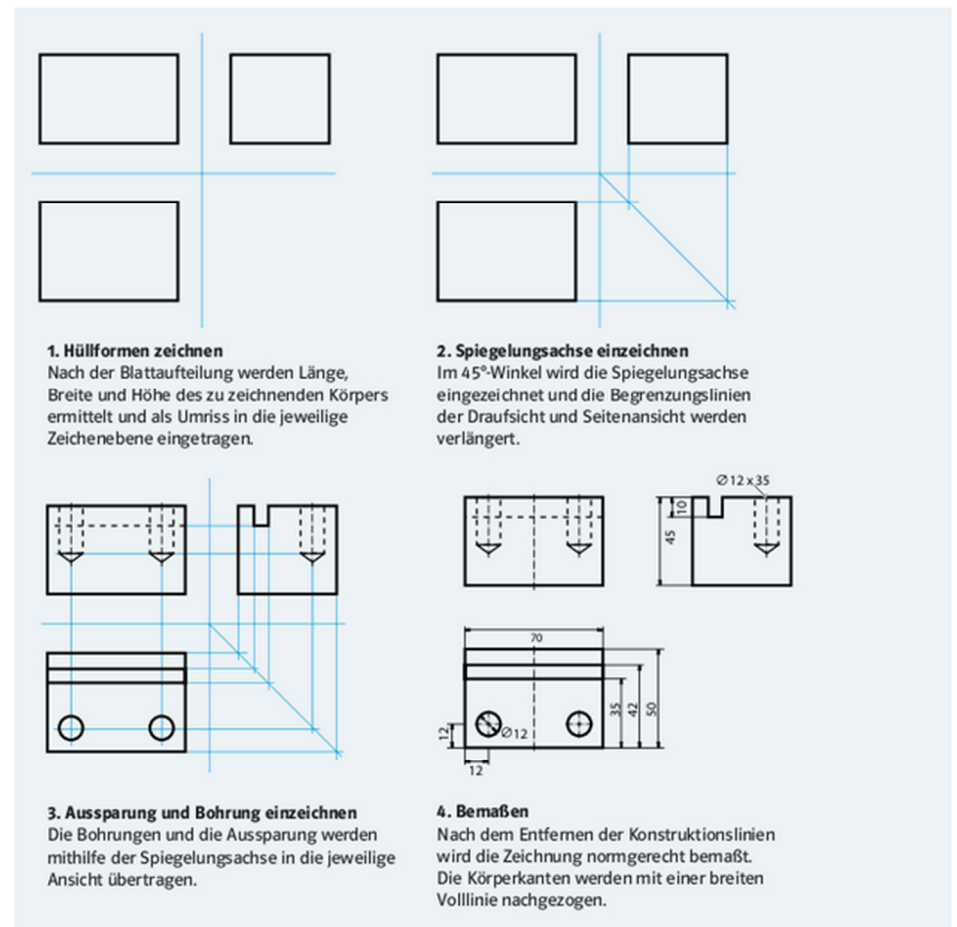 1. Hüllformen zeichnen
Nach der Blattaufteilung werden Länge,
Breite und Höhe des zu zeichnenden Körpers
ermittelt und als Umriss in die jeweilige
Zeichenebene eingetragen.
2. Spiegelungsachse einzeichnen
Im 45°-Winkel wird die Spiegelungsachse
eingezeichnet und die Begrenzungslinien
der Draufsicht und Seitenansicht werden
verlängert.
Ø12x35
10
45
70
35
42
50
12
Ø12
12
3. Aussparung und Bohrung einzeichnen
Die Bohrungen und die Aussparung werden
mithilfe der Spiegelungsachse in die jeweilige
Ansicht übertragen.
4. Bemaßen
Nach dem Entfernen der Konstruktionslinien
wird die Zeichnung normgerecht bemaßt.
Die Körperkanten werden mit einer breiten
Volllinie nachgezogen.